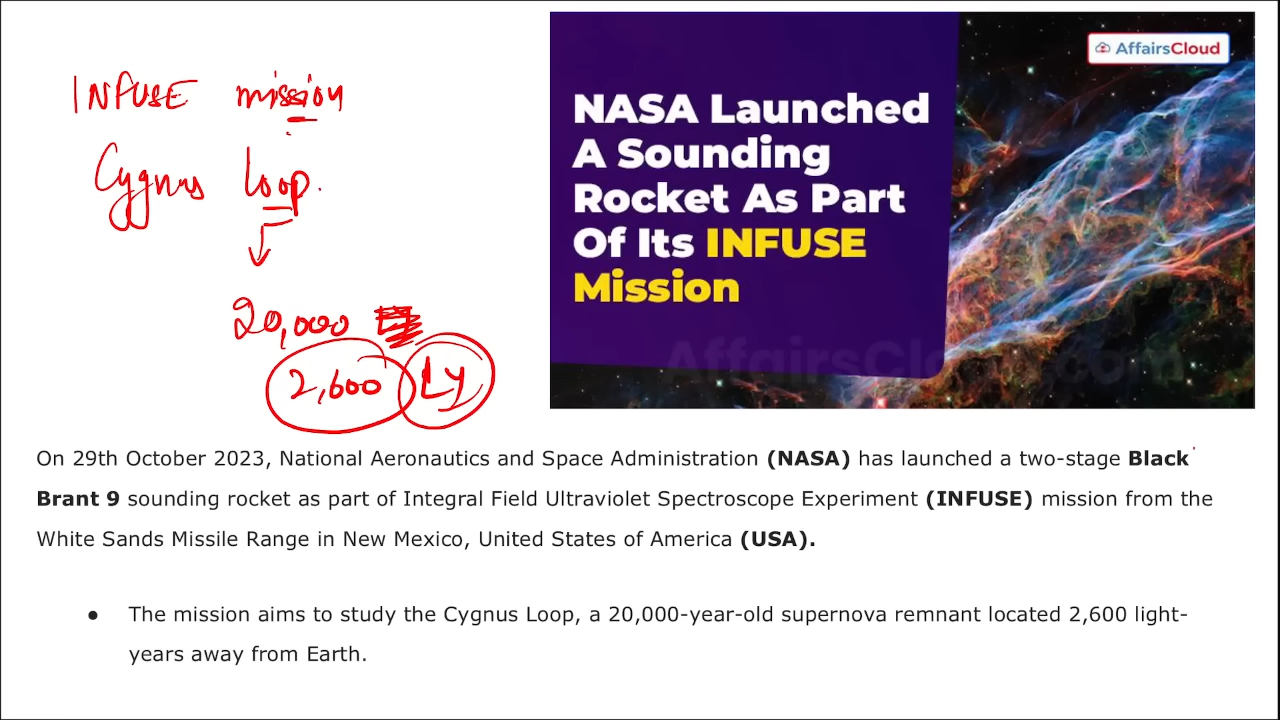 INFUSE mission
Cygnus loop.
20,000
2,600 Ly
AffairsCloud
NASA Launched
A Sounding
Rocket As Part
Of Its INFUSE
Mission
AffairsCloud.com
On 29th October 2023, National Aeronautics and Space Administration (NASA) has launched a two-stage Black
Brant 9 sounding rocket as part of Integral Field Ultraviolet Spectroscope Experiment (INFUSE) mission from the
White Sands Missile Range in New Mexico, United States of America (USA).
● The mission aims to study the Cygnus Loop, a 20,000-year-old supernova remnant located 2,600 light-
years away from Earth.